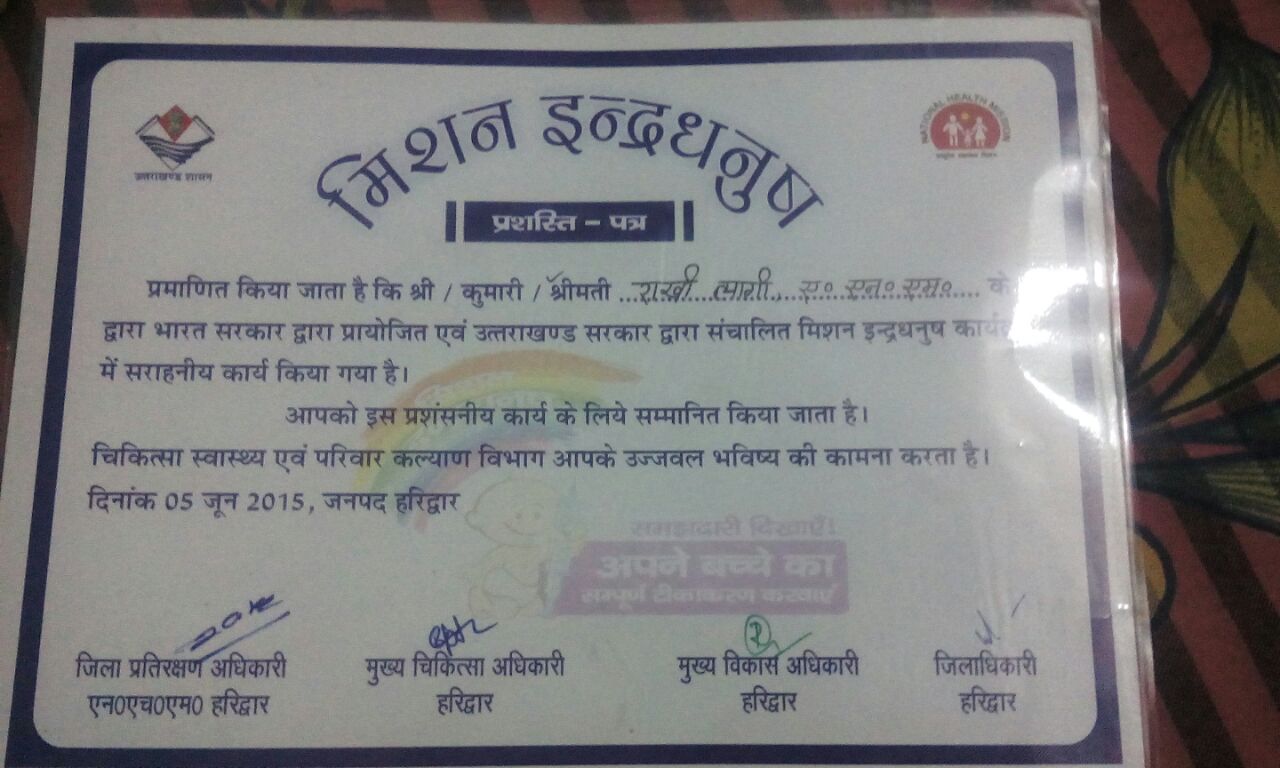 मिशन इन्द्रधनुष
उत्तराखण्ड शासन
NATIONAL HEALTH MISSION
प्रशस्ति - पत्र
प्रमाणित किया जाता है कि श्री / कुमारी / श्रीमती ...राखी त्यागी, ए० एन० एम०.... के
द्वारा भारत सरकार द्वारा प्रायोजित एवं उत्तराखण्ड सरकार द्वारा संचालित मिशन इन्द्रधनुष
में सराहनीय कार्य किया गया है।
आपको इस प्रशंसनीय कार्य के लिये सम्मानित किया जाता है।
चिकित्सा स्वास्थ्य एवं परिवार कल्याण विभाग आपके उज्जवल भविष्य की कामना करता है।
दिनांक 05 जून 2015, जनपद हरिद्वार
समझदारी दिखाएँ!
अपने बच्चे का
सम्पूर्ण टीकाकरण करवाएं
जिला प्रतिरक्षण अधिकारी
एन0एच0एम0 हरिद्वार
मुख्य चिकित्सा अधिकारी
हरिद्वार
मुख्य विकास अधिकारी
हरिद्वार
जिलाधिकारी
हरिद्वार